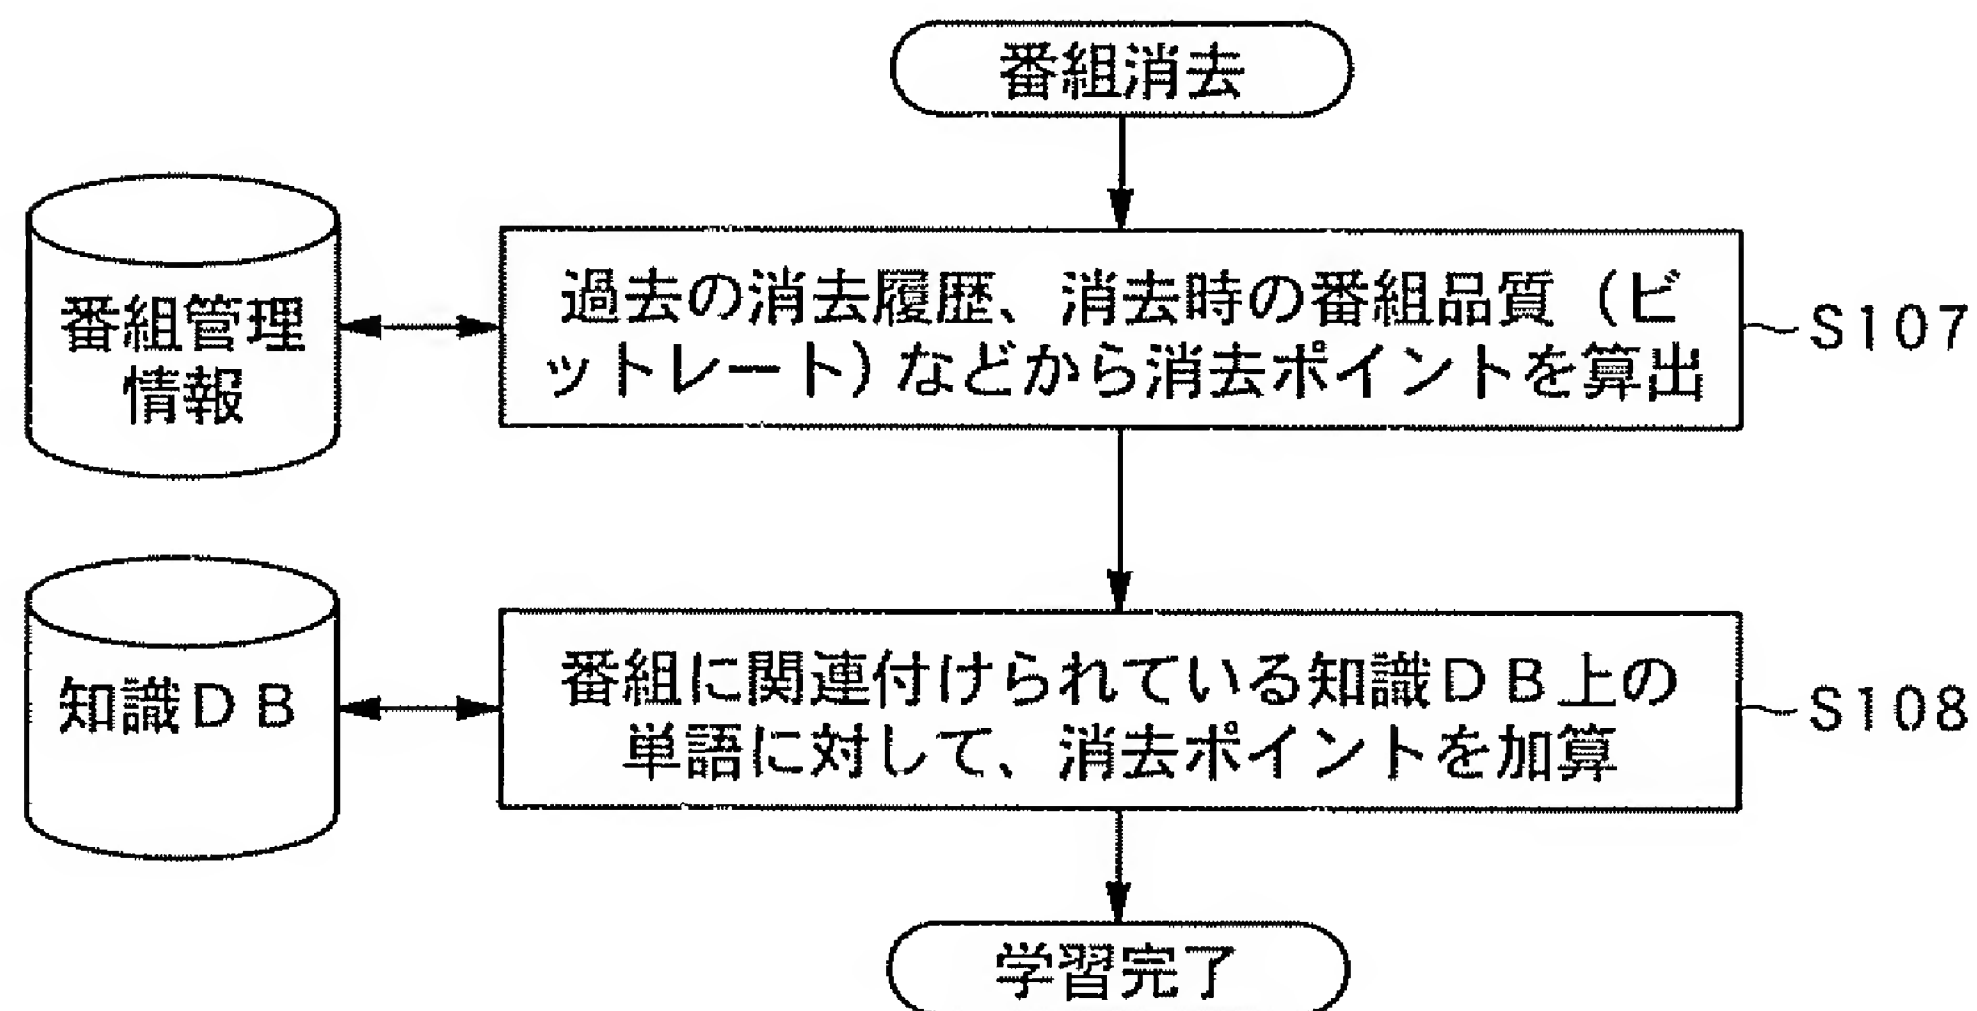 番組消去
番組管理
情報
過去の消去履歴、消去時の番組品質（ビ
ットレート）などから消去ポイントを算出
S107
知識DB
番組に関連付けられている知識DB上の
単語に対して、消去ポイントを加算
S108
学習完了